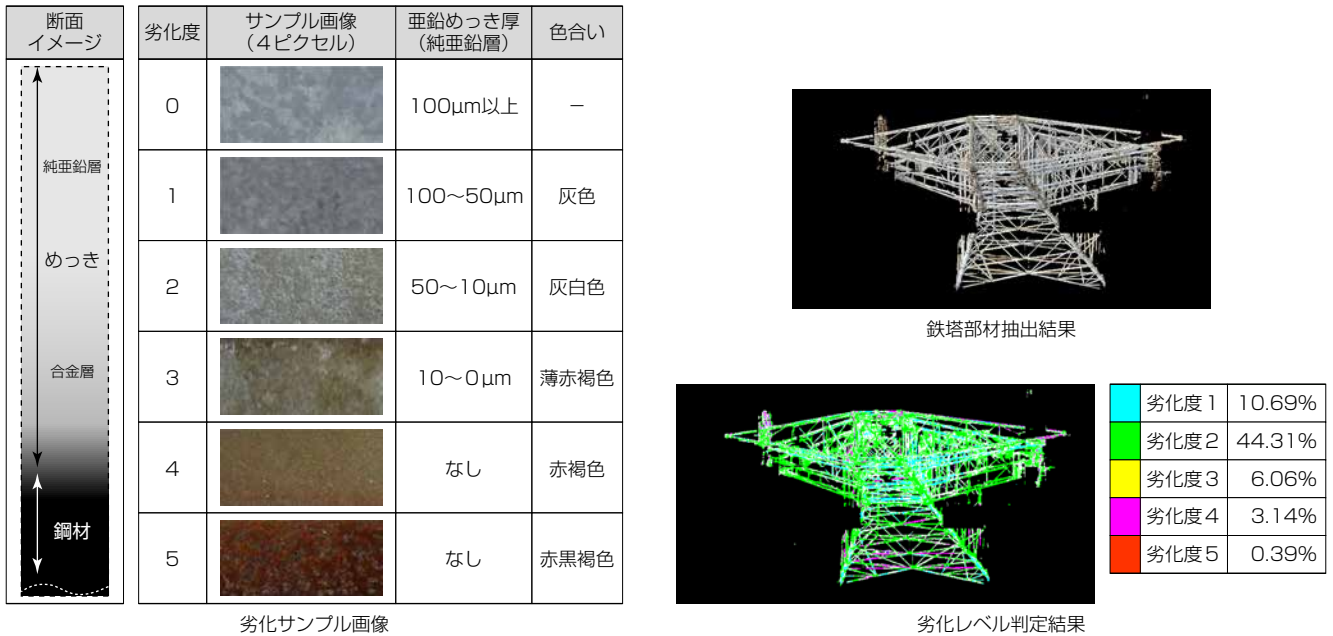 断面
イメージ
純亜鉛層
めっき
合金層
鋼材
劣化度
サンプル画像
（4ピクセル）
亜鉛めっき厚
（純亜鉛層）
色合い
0
100μm以上
－
1
100～50μm
灰色
2
50～10μm
灰白色
3
10～0μm
薄赤褐色
4
なし
赤褐色
5
なし
赤黒褐色
劣化サンプル画像
鉄塔部材抽出結果
劣化度1 10.69%
劣化度2 44.31%
劣化度3 6.06%
劣化度4 3.14%
劣化度5 0.39%
劣化レベル判定結果